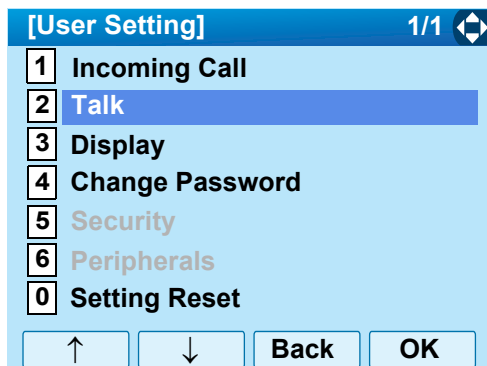 [User Setting] 1/1
1 Incoming Call
2 Talk
3 Display
4 Change Password
5 Security
6 Peripherals
0 Setting Reset
↑ ↓ Back OK